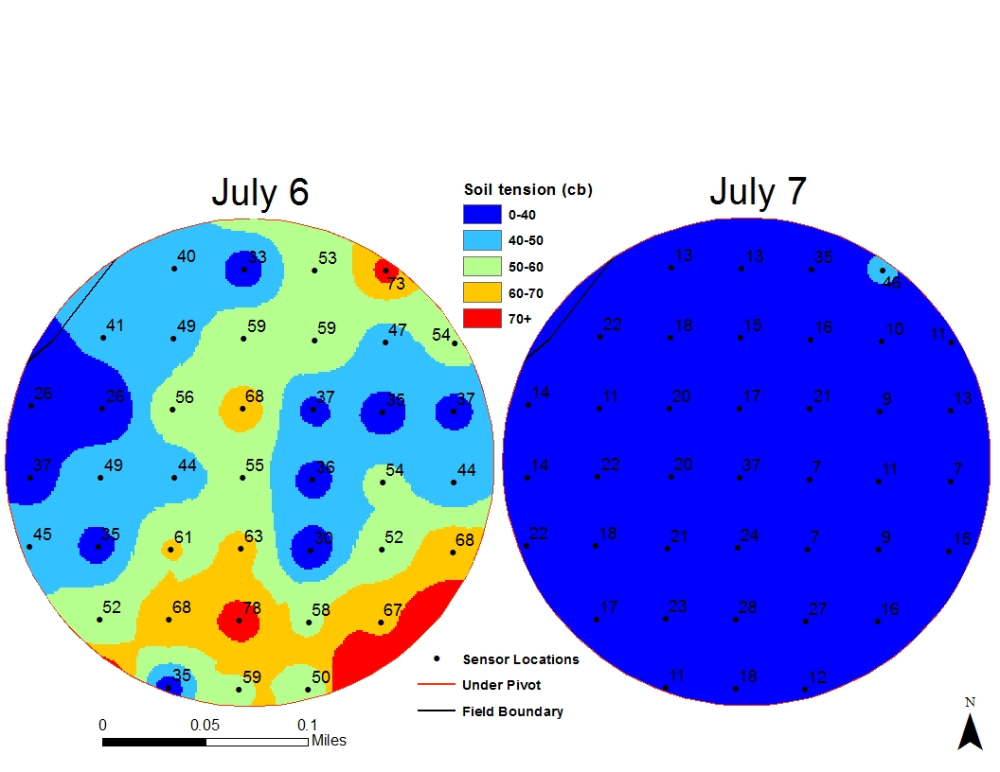 July 6
July 7
Soil tension (cb)
0-40
40-50
50-60
60-70
70+
40 33 53 73
41 49 59 59 47 54
26 26 56 68 37 35 37
37 49 44 55 36 54 44
45 35 61 63 30 52 68
52 68 78 58 67
35 59 50
13 13 35 46
22 18 15 16 10 11
14 11 20 17 21 9 13
14 22 20 37 7 11 7
22 18 21 24 7 9 15
17 23 28 27 16
11 18 12
Sensor Locations
Under Pivot
Field Boundary
0 0.05 0.1
Miles
N